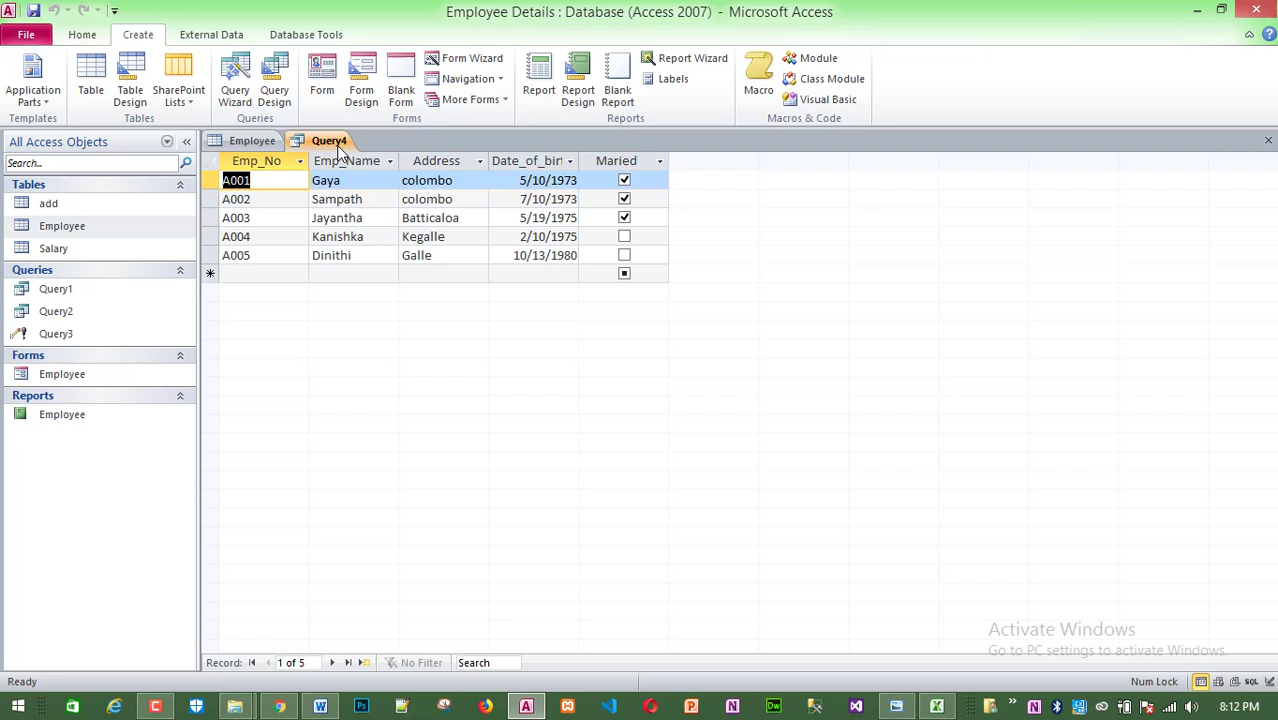 Employee Details : Database (Access 2007) - Microsoft Access
File Home Create External Data Database Tools
Application Parts
Templates
Table
Table Design
SharePoint Lists
Tables
Query Wizard
Query Design
Queries
Form
Form Design
Blank Form
Form Wizard
Navigation
More Forms
Forms
Report
Report Design
Blank Report
Report Wizard
Labels
Reports
Macro
Module
Class Module
Visual Basic
Macros & Code
All Access Objects
Search...
Tables
add
Employee
Salary
Queries
Query1
Query2
Query3
Forms
Employee
Reports
Employee
Employee Query4
Emp_No Emp_Name Address Date_of_birt Maried
A001 Gaya colombo 5/10/1973
A002 Sampath colombo 7/10/1973
A003 Jayantha Batticaloa 5/19/1975
A004 Kanishka Kegalle 2/10/1975
A005 Dinithi Galle 10/13/1980
Activate Windows
Go to PC settings to activate Windows.
Record: 1 of 5 No Filter Search
Ready Num Lock SQL
8:12 PM